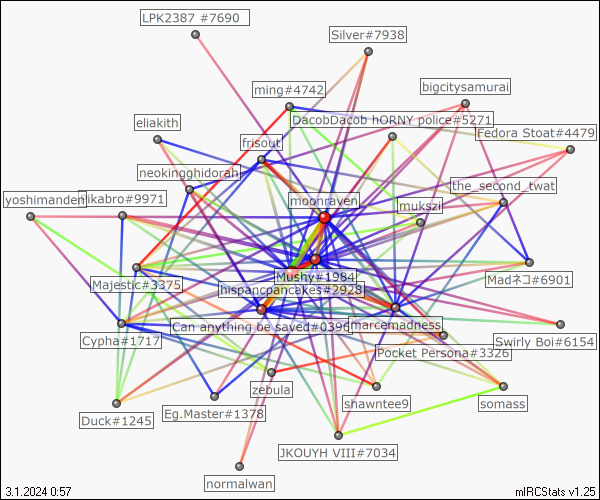 LPK2387 #7690
Silver#7938
ming#4742
bigcitysamurai
DacobDacob hORNY police#5271
eliakith
Fedora Stoat#4479
frisout
neokingghidorah
the_second_twat
yoshimanden
ikabro#9971
moonraven
mukszi
Mushy#1984
Majestic#3375
hispancpancakes#2928
Madネコ#6901
Can anything be saved#0396
marcemadness
Cypha#1717
Swirly Boi#6154
Pocket Persona#3326
zebula
shawntee9
somass
Duck#1245
Eg.Master#1378
JKOUYH VIII#7034
normalwan
3.1.2024 0:57
mIRCStats v1.25